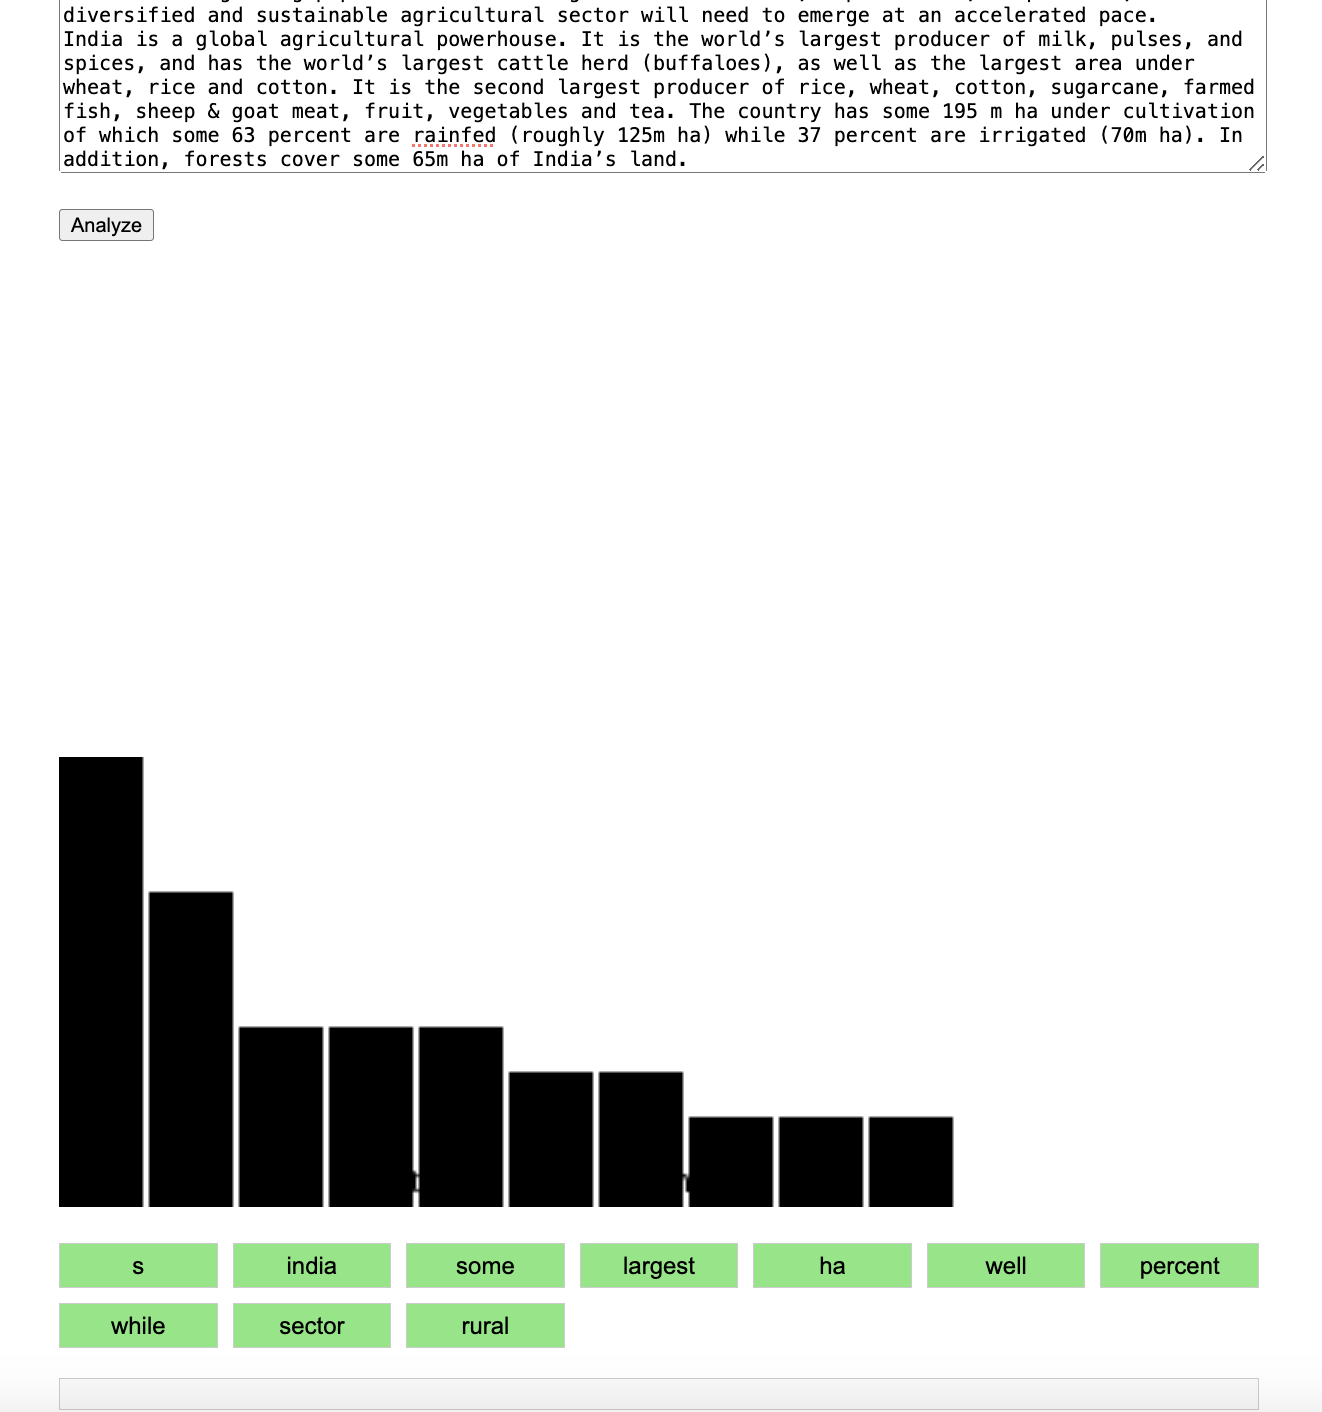 diversified and sustainable agricultural sector will need to emerge at an accelerated pace.
India is a global agricultural powerhouse. It is the world’s largest producer of milk, pulses, and
spices, and has the world’s largest cattle herd (buffaloes), as well as the largest area under
wheat, rice and cotton. It is the second largest producer of rice, wheat, cotton, sugarcane, farmed
fish, sheep & goat meat, fruit, vegetables and tea. The country has some 195 m ha under cultivation
of which some 63 percent are rainfed (roughly 125m ha) while 37 percent are irrigated (70m ha). In
addition, forests cover some 65m ha of India’s land.
Analyze
s india some largest ha well percent
while sector rural